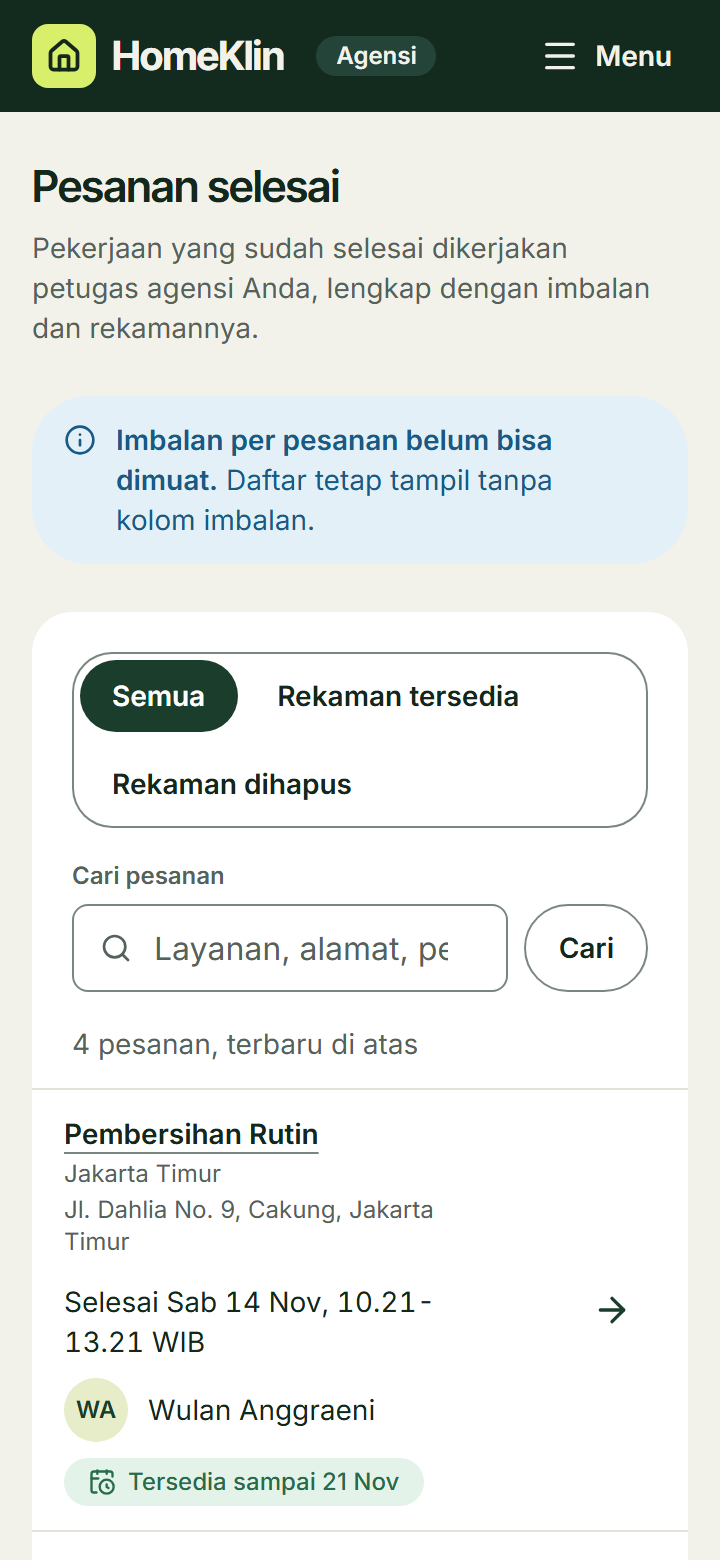 HomeKlin
Agensi
Menu
Pesanan selesai
Pekerjaan yang sudah selesai dikerjakan
petugas agensi Anda, lengkap dengan imbalan
dan rekamannya.
Imbalan per pesanan belum bisa
dimuat. Daftar tetap tampil tanpa
kolom imbalan.
Semua
Rekaman tersedia
Rekaman dihapus
Cari pesanan
Layanan, alamat, pe
Cari
4 pesanan, terbaru di atas
Pembersihan Rutin
Jakarta Timur
Jl. Dahlia No. 9, Cakung, Jakarta
Timur
Selesai Sab 14 Nov, 10.21-
13.21 WIB
WA
Wulan Anggraeni
Tersedia sampai 21 Nov